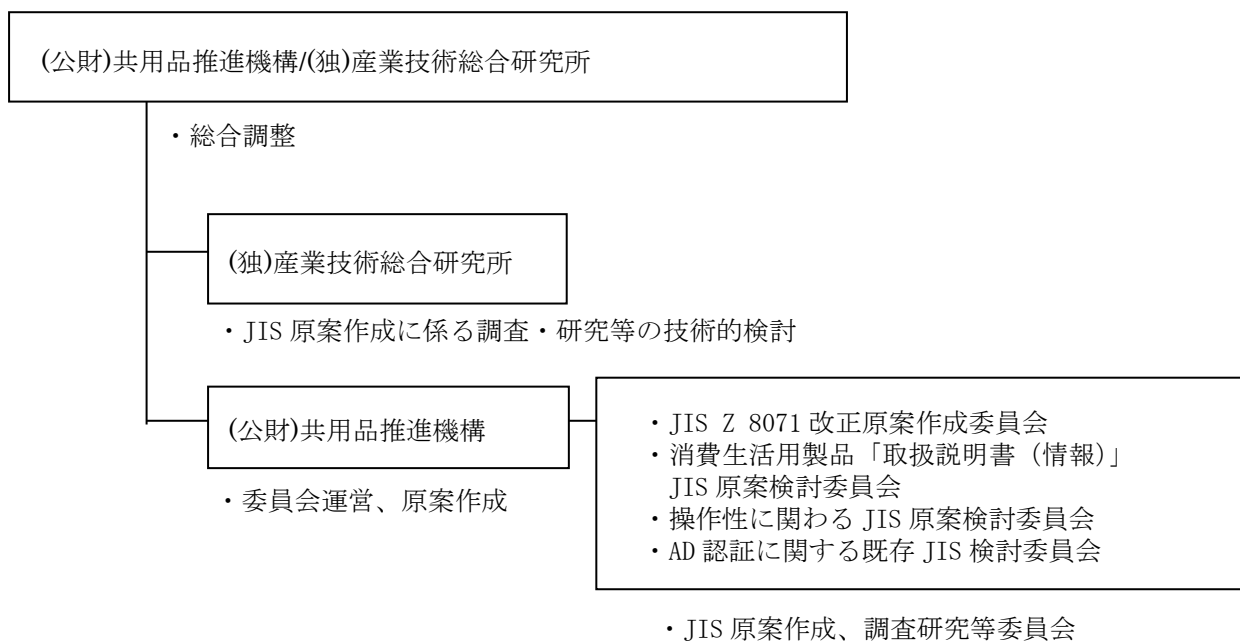 (公財)共用品推進機構/(独)産業技術総合研究所
・総合調整
(独)産業技術総合研究所
・JIS 原案作成に係る調査・研究等の技術的検討
(公財)共用品推進機構
・委員会運営、原案作成
・JIS Z 8071 改正原案作成委員会
・消費生活用製品「取扱説明書（情報）」
JIS 原案検討委員会
・操作性に関わる JIS 原案検討委員会
・AD 認証に関する既存 JIS 検討委員会
・JIS 原案作成、調査研究等委員会